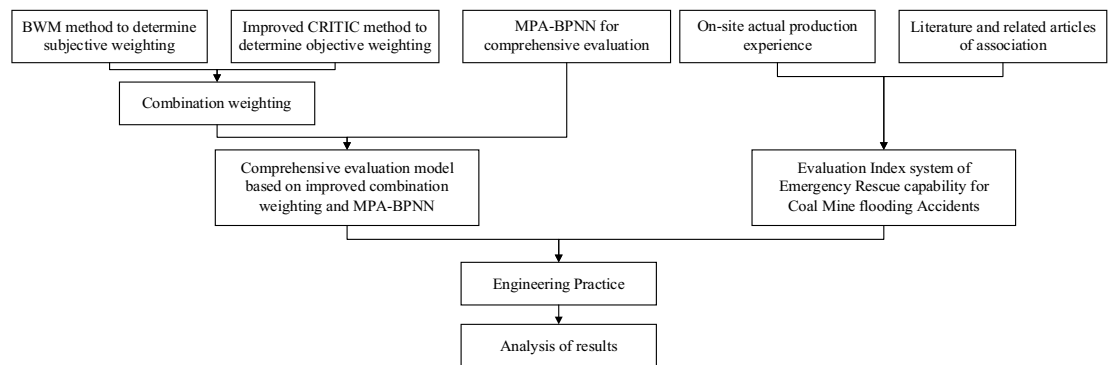 BWM method to determine
subjective weighting
Improved CRITIC method to
determine objective weighting
MPA-BPNN for
comprehensive evaluation
On-site actual production
experience
Literature and related articles
of association
Combination weighting
Comprehensive evaluation model
based on improved combination
weighting and MPA-BPNN
Evaluation Index system of
Emergency Rescue capability for
Coal Mine flooding Accidents
Engineering Practice
Analysis of results